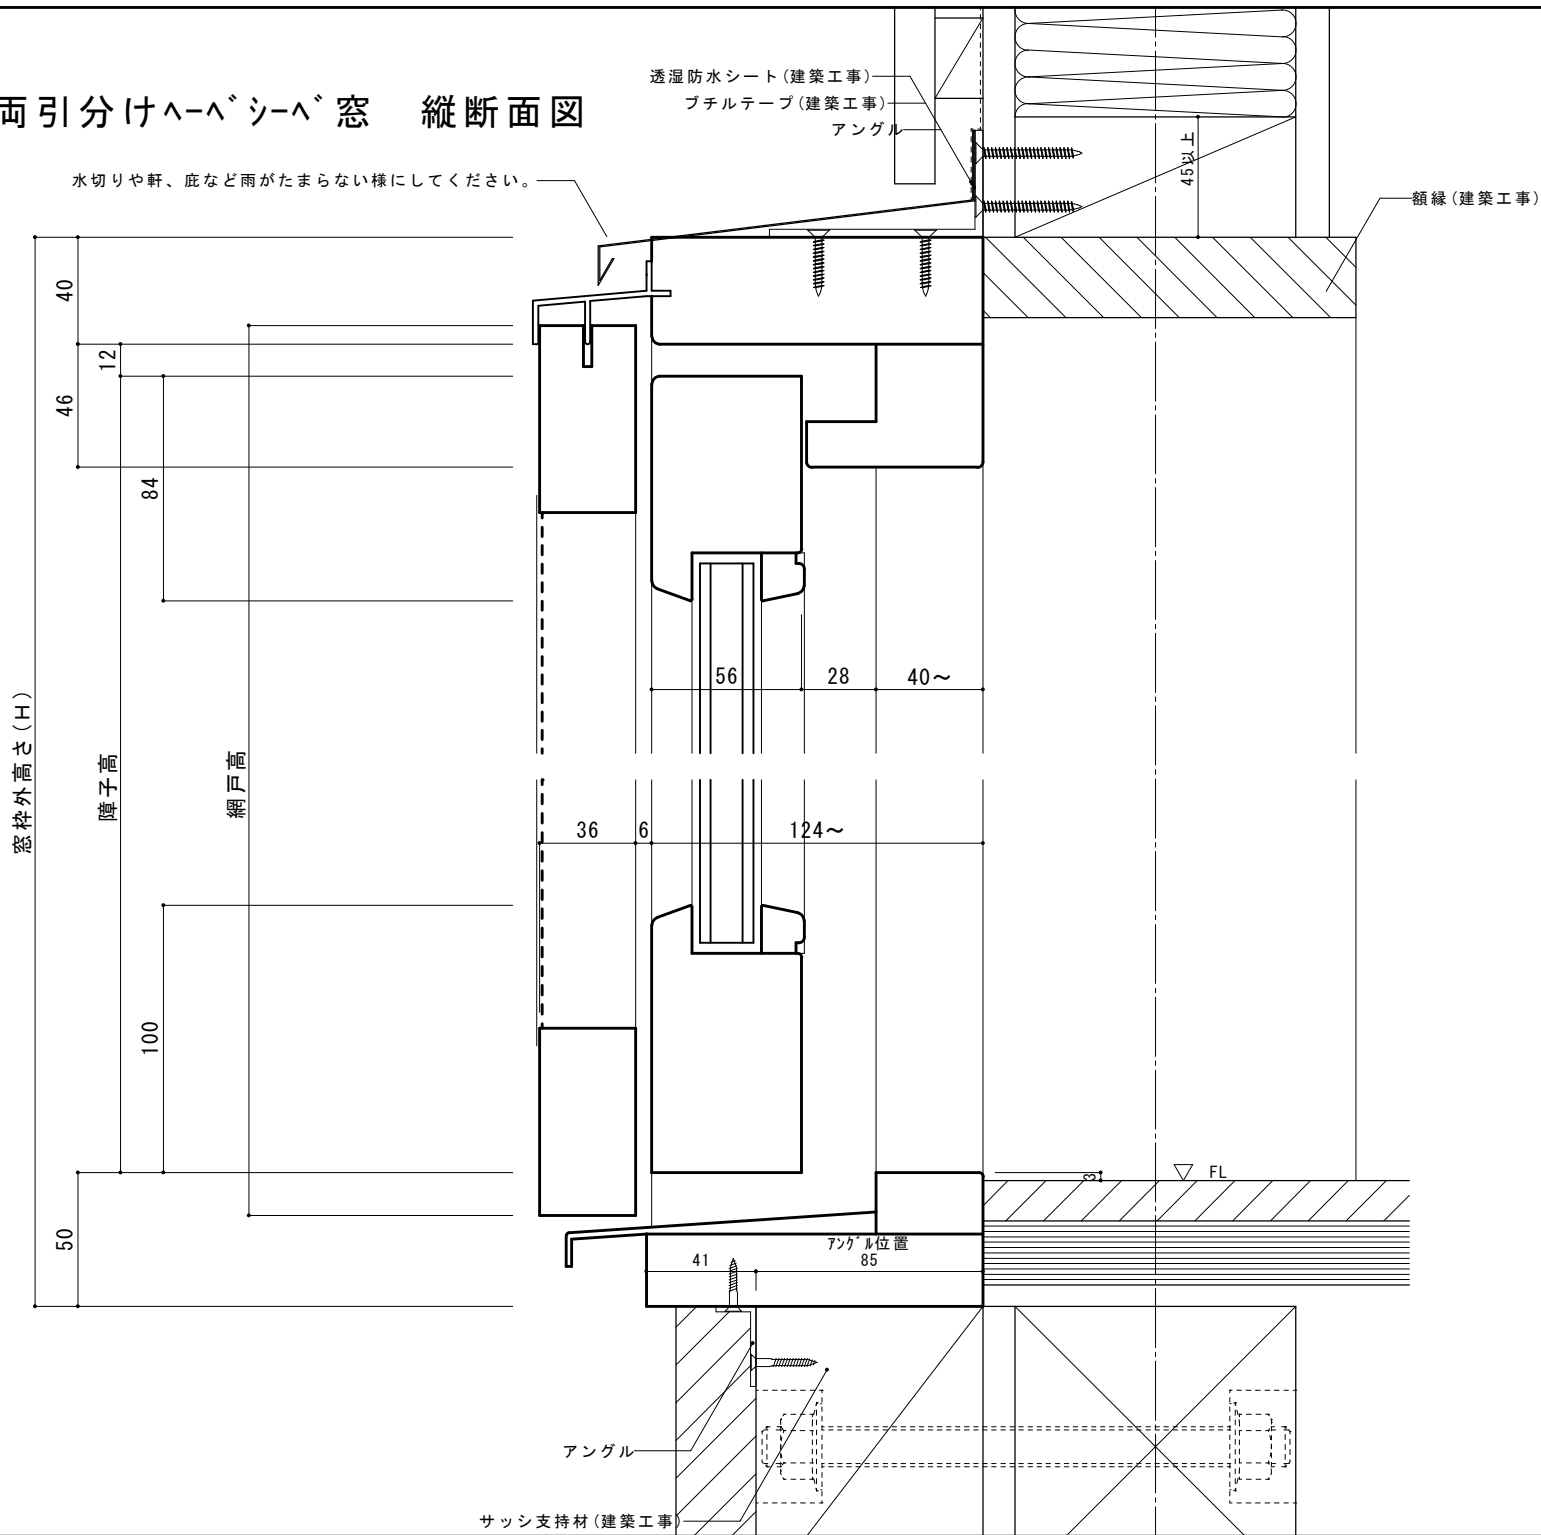 両引分けヘーベシーベ窓　縦断面図
透湿防水シート(建築工事)
ブチルテープ(建築工事)
アングル
水切りや軒、庇など雨がたまらない様にしてください。
45以上
額縁(建築工事)
40
12
46
84
56
28
40～
窓枠外高さ(H)
障子高
網戸高
36
6
124～
100
3
FL
50
アングル位置
41
85
アングル
サッシ支持材(建築工事)